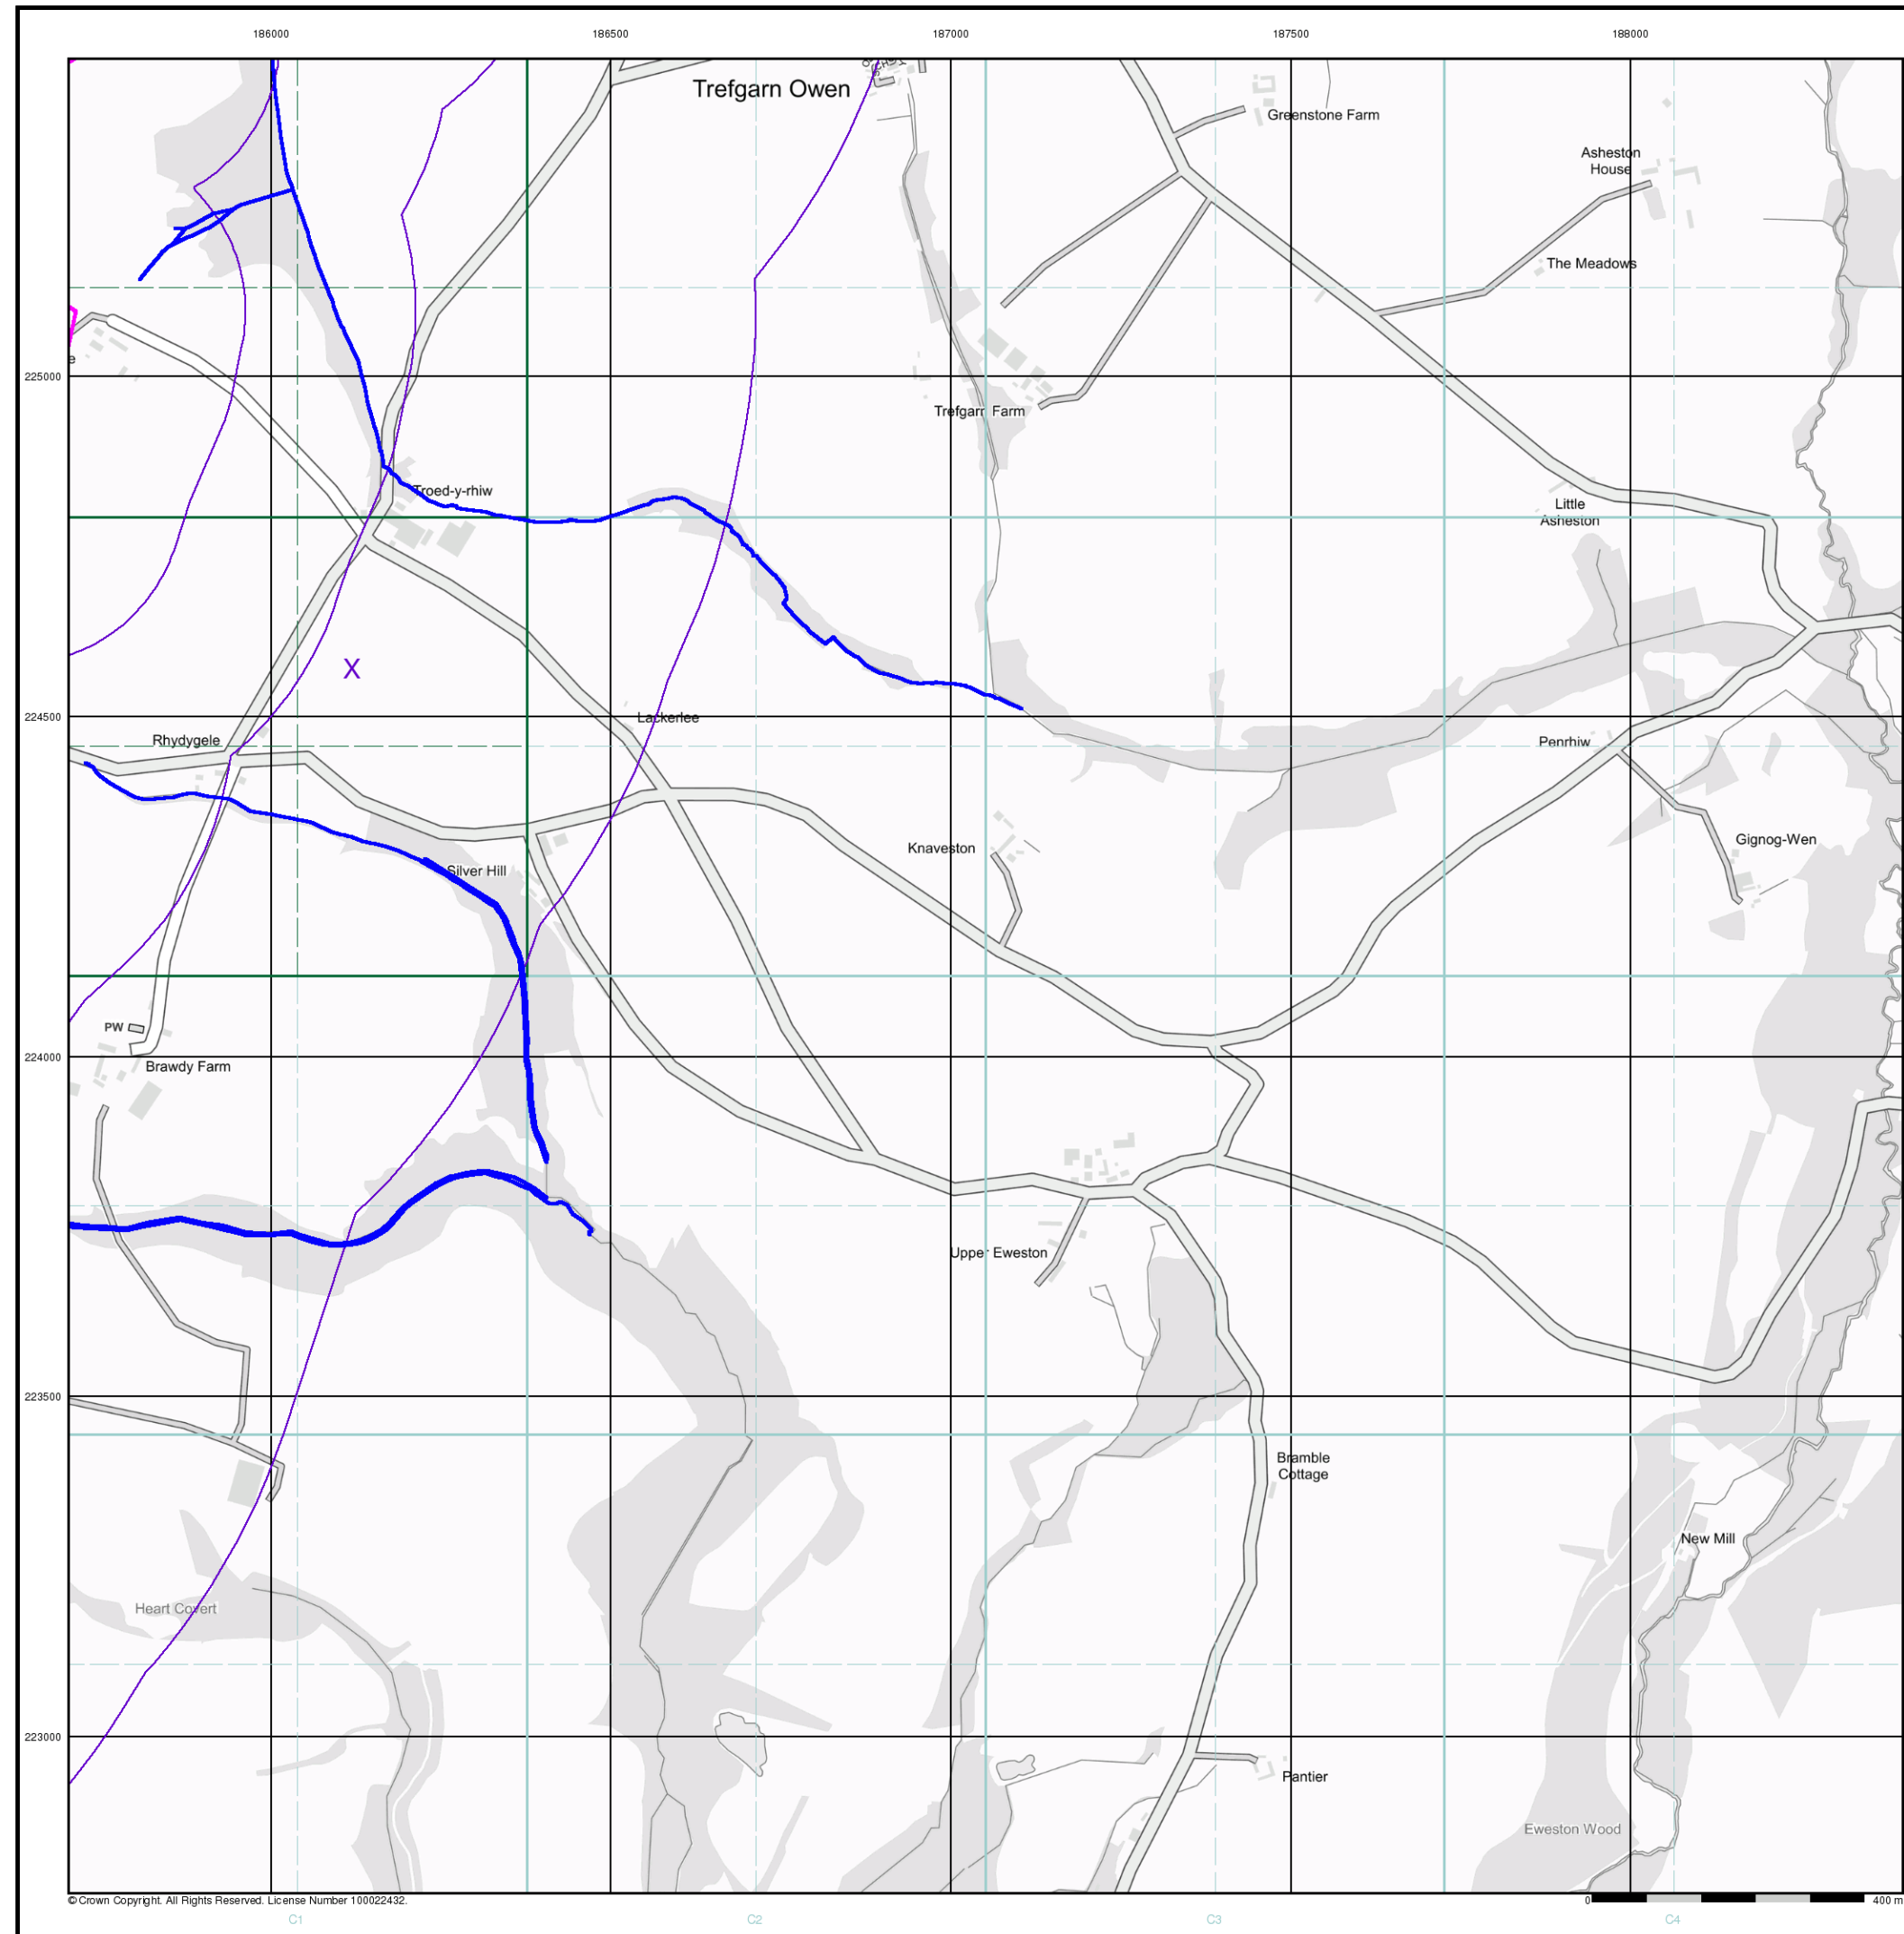 186000 186500 187000 187500 188000
Trefgarn Owen
Greenstone Farm
Asheston
House
The Meadows
e
225000
Trefgarn Farm
Troed-y-rhiw
Little
Asheston
X
224500
Lackerlee
Rhydygele
Penrhiw
Gignog-Wen
Knaveston
Silver Hill
PW
224000
Brawdy Farm
Upper Eweston
223500
Bramble
Cottage
New Mill
Heart Covert
223000
Pantier
Eweston Wood
© Crown Copyright. All Rights Reserved. License Number 100022432.
0 400 m
C1 C2 C3 C4